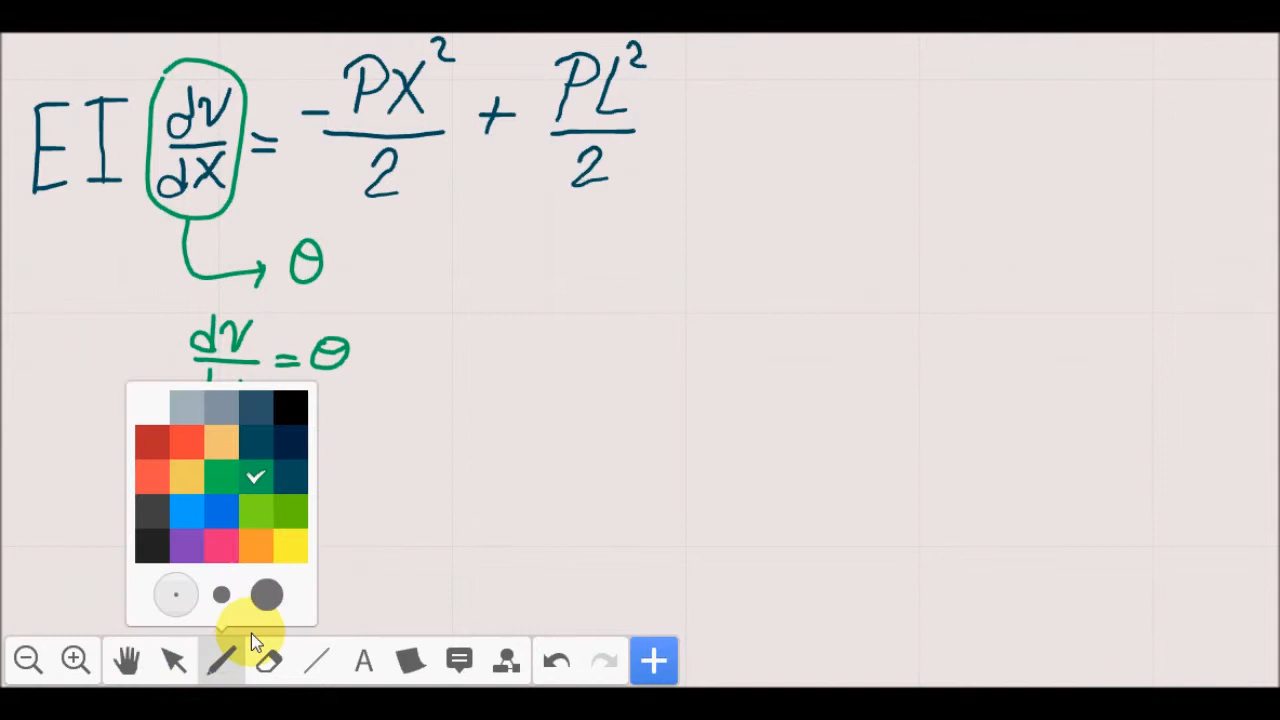 EI dv/dX = -PX²/2 + PL²/2
→ θ
dv/ = θ
A